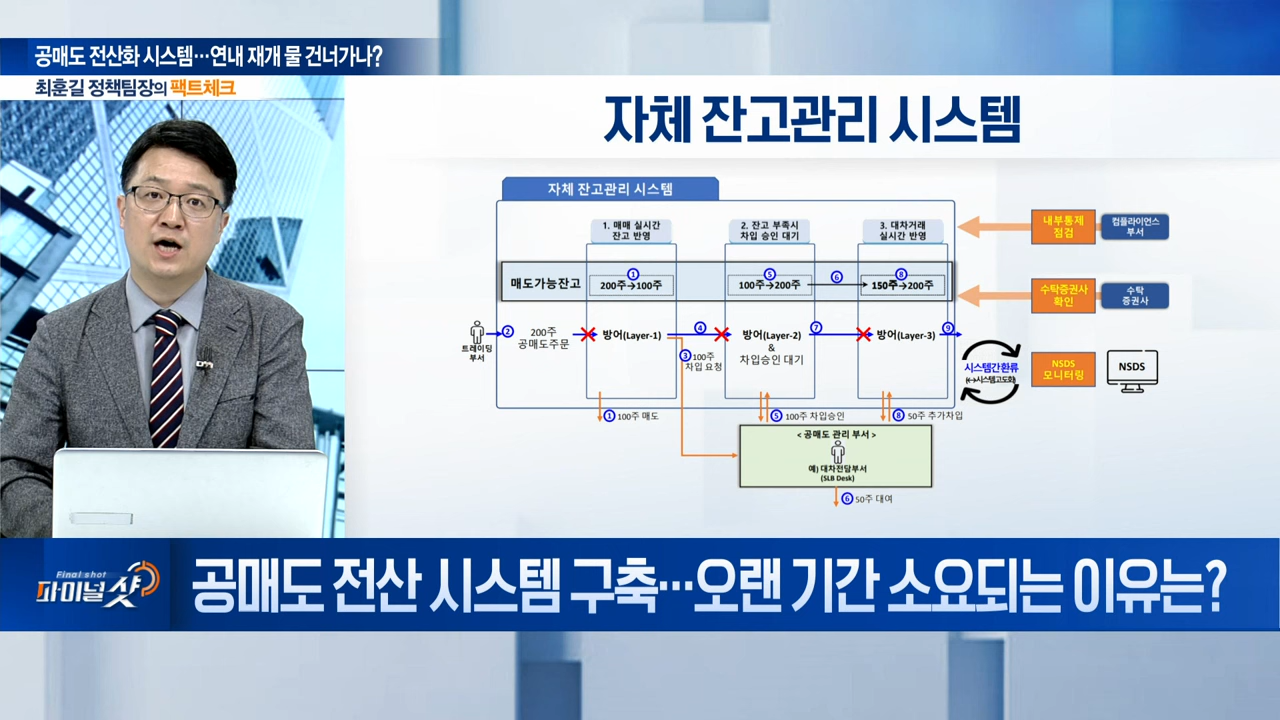 공매도 전산화 시스템…연내 재개 물 건너가나?
최훈길 정책팀장의 팩트체크
자체 잔고관리 시스템
자체 잔고관리 시스템
1. 매매 실시간
잔고 반영
2. 잔고 부족시
차입 승인 대기
3. 대차거래
실시간 반영
매도가능잔고
①
200주→100주
⑤
100주→200주
⑥
⑧
150주→200주
트레이딩
부서
②
200주
공매도주문
방어(Layer-1)
④
③ 100주
차입 요청
방어(Layer-2)
&
차입승인 대기
⑦
방어(Layer-3)
⑨
① 100주 매도
⑤ 100주 차입승인
⑧ 50주 추가차입
< 공매도 관리 부서 >
예) 대차전담부서
(SLB Desk)
⑥ 50주 대여
내부통제
점검
컴플라이언스
부서
수탁증권사
확인
수탁
증권사
시스템간 환류
(↔시스템고도화)
NSDS
모니터링
NSDS
Final shot
파이널샷
공매도 전산 시스템 구축…오랜 기간 소요되는 이유는?